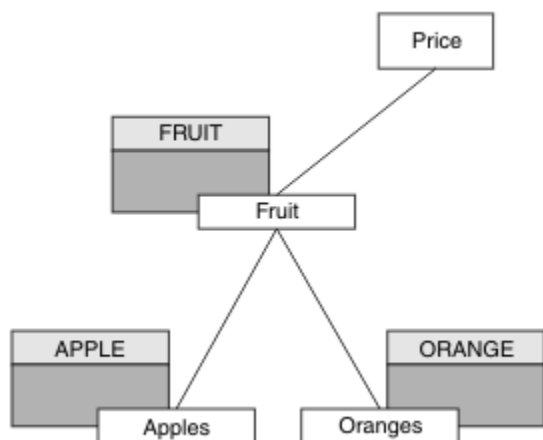 Price
FRUIT
Fruit
APPLE
ORANGE
Apples
Oranges